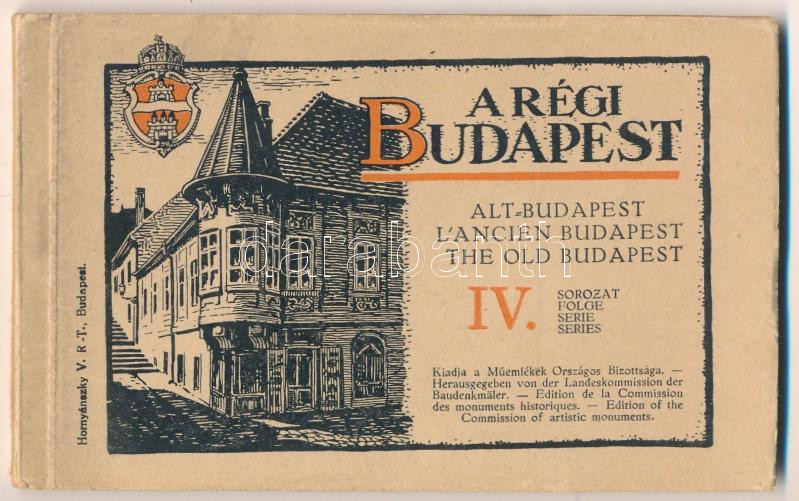 A RÉGI
BUDAPEST
ALT-BUDAPEST
L'ANCIEN-BUDAPEST
THE OLD BUDAPEST
IV.
SOROZAT
FOLGE
SERIE
SERIES
Kiadja a Műemlékek Országos Bizottsága. —
Herausgegeben von der Landeskommission der
Baudenkmäler. — Edition de la Commission
des monuments historiques. — Edition of the
Commission of artistic monuments.
Hornyánszky V. R.-T., Budapest.
darabanth